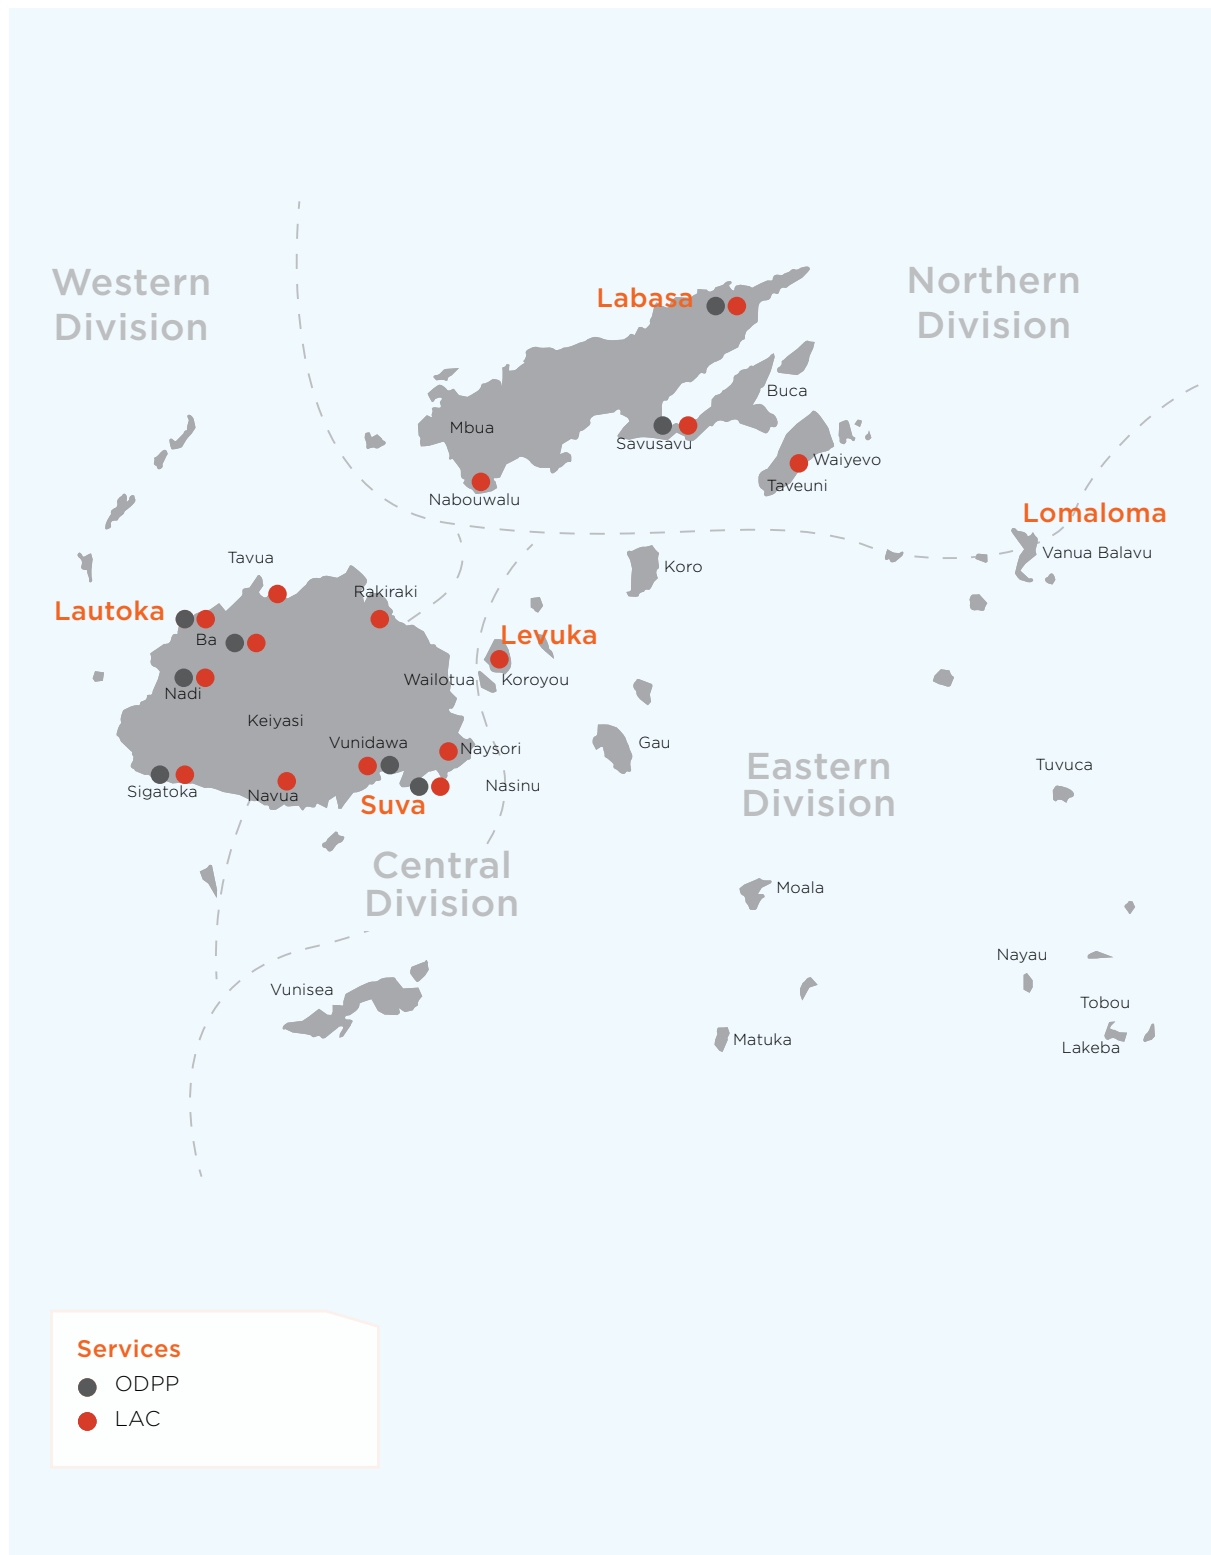 Western
Division
Northern
Division
Labasa
Buca
Mbua
Savusavu
Waiyevo
Taveuni
Nabouwalu
Lomaloma
Vanua Balavu
Tavua
Koro
Rakiraki
Lautoka
Levuka
Ba
Wailotua
Koroyou
Nadi
Keiyasi
Vunidawa
Naysori
Gau
Eastern
Division
Tuvuca
Sigatoka
Navua
Nasinu
Suva
Central
Division
Moala
Nayau
Vunisea
Tobou
Matuka
Lakeba
Services
ODPP
LAC